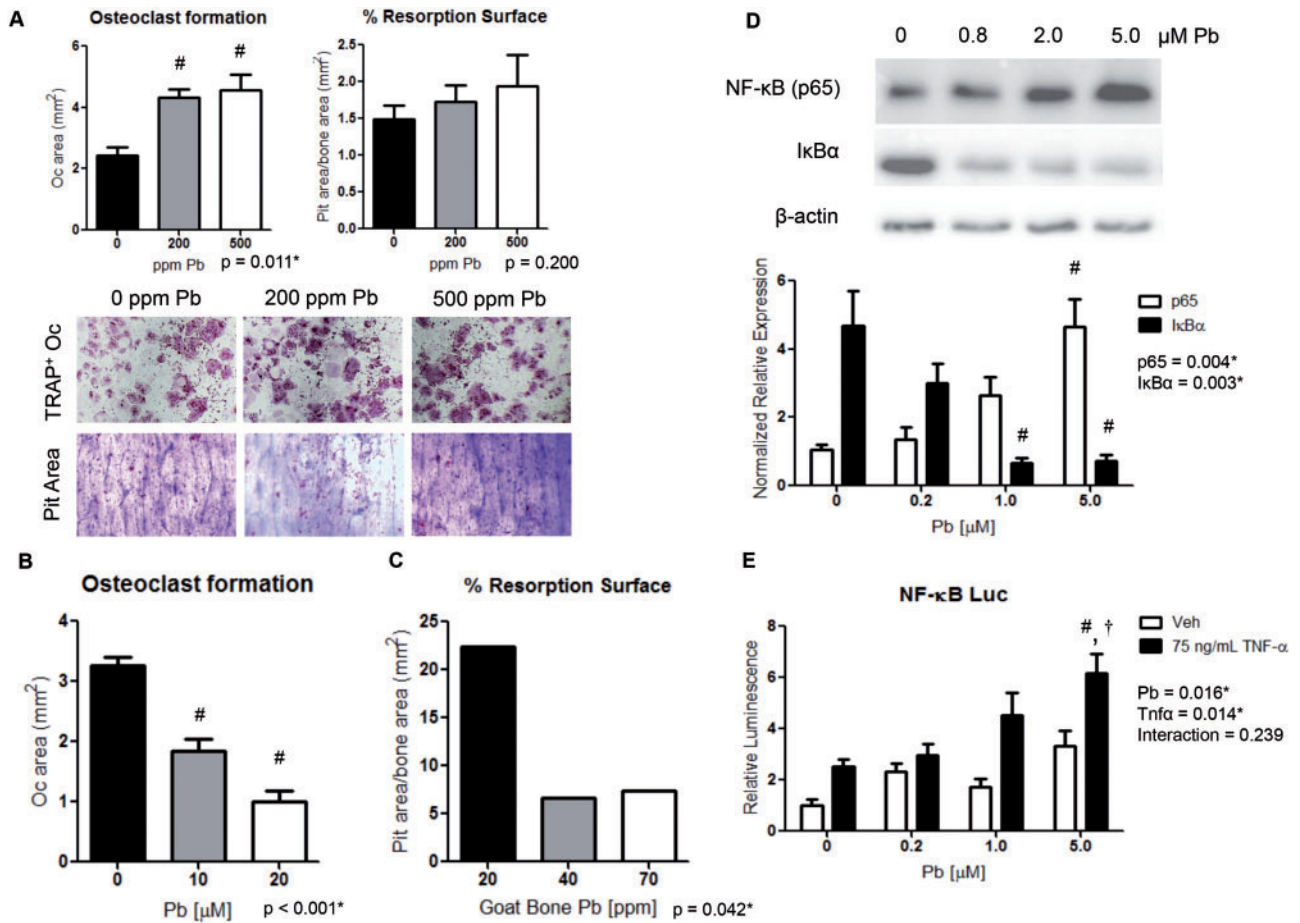 A
Osteoclast formation
% Resorption Surface
Oc area (mm²)
6
4
2
0
#
#
0
200
500
ppm Pb
p = 0.011*
Pit area/bone area (mm²)
2.5
2.0
1.5
1.0
0.5
0.0
0
200
500
ppm Pb
p = 0.200
0 ppm Pb
200 ppm Pb
500 ppm Pb
TRAP⁺ Oc
Pit Area
B
Osteoclast formation
Oc area (mm²)
4
3
2
1
0
#
#
0
10
20
Pb [μM]
p < 0.001*
C
% Resorption Surface
Pit area/bone area (mm²)
25
20
15
10
5
0
20
40
70
Goat Bone Pb [ppm]
p = 0.042*
D
0 0.8 2.0 5.0 μM Pb
NF-κB (p65)
IκBα
β-actin
Normalized Relative Expression
6
4
2
0
#
#
#
0
0.2
1.0
5.0
Pb [μM]
p65
IκBα
p65 = 0.004*
IκBα = 0.003*
E
NF-κB Luc
Relative Luminescence
8
6
4
2
0
#, †
0
0.2
1.0
5.0
Pb [μM]
Veh
75 ng/mL TNF-α
Pb = 0.016*
Tnfα = 0.014*
Interaction = 0.239